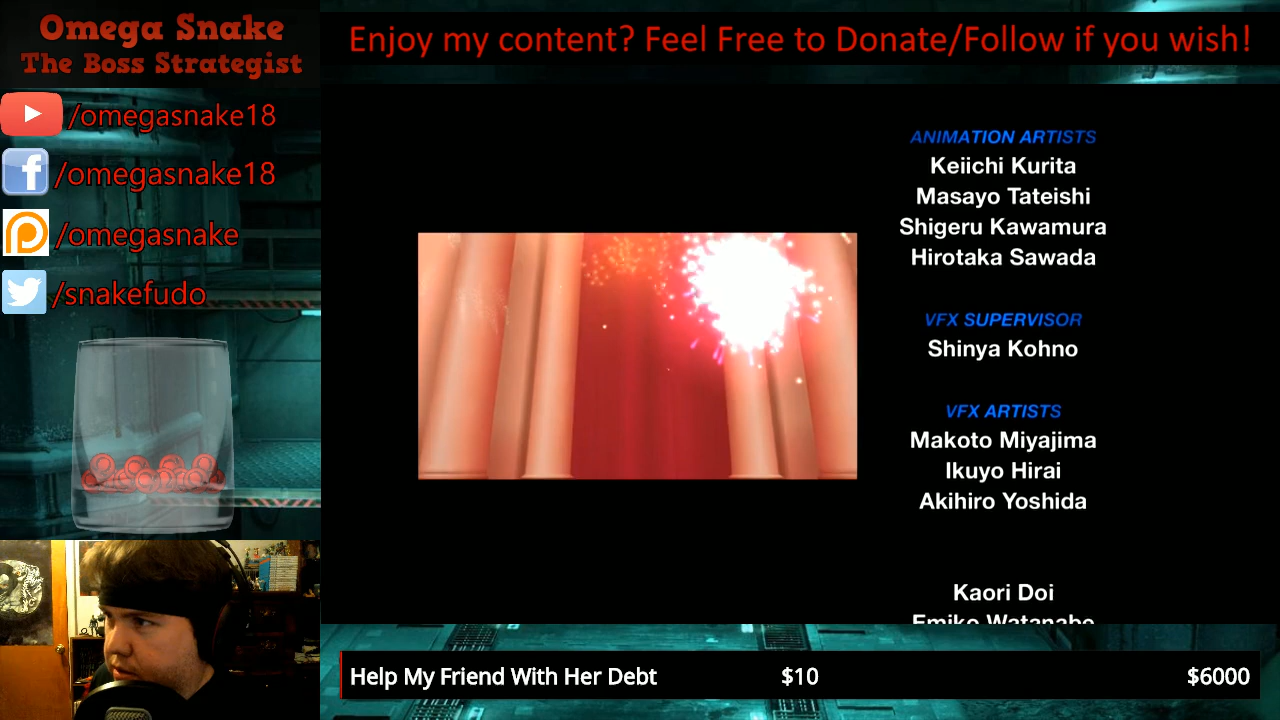 Omega Snake
The Boss Strategist
/omegasnake18
/omegasnake18
/omegasnake
/snakefudo
Enjoy my content? Feel Free to Donate/Follow if you wish!
ANIMATION ARTISTS
Keiichi Kurita
Masayo Tateishi
Shigeru Kawamura
Hirotaka Sawada
VFX SUPERVISOR
Shinya Kohno
VFX ARTISTS
Makoto Miyajima
Ikuyo Hirai
Akihiro Yoshida
Kaori Doi
Emiko Watanabe
Help My Friend With Her Debt $10 $6000